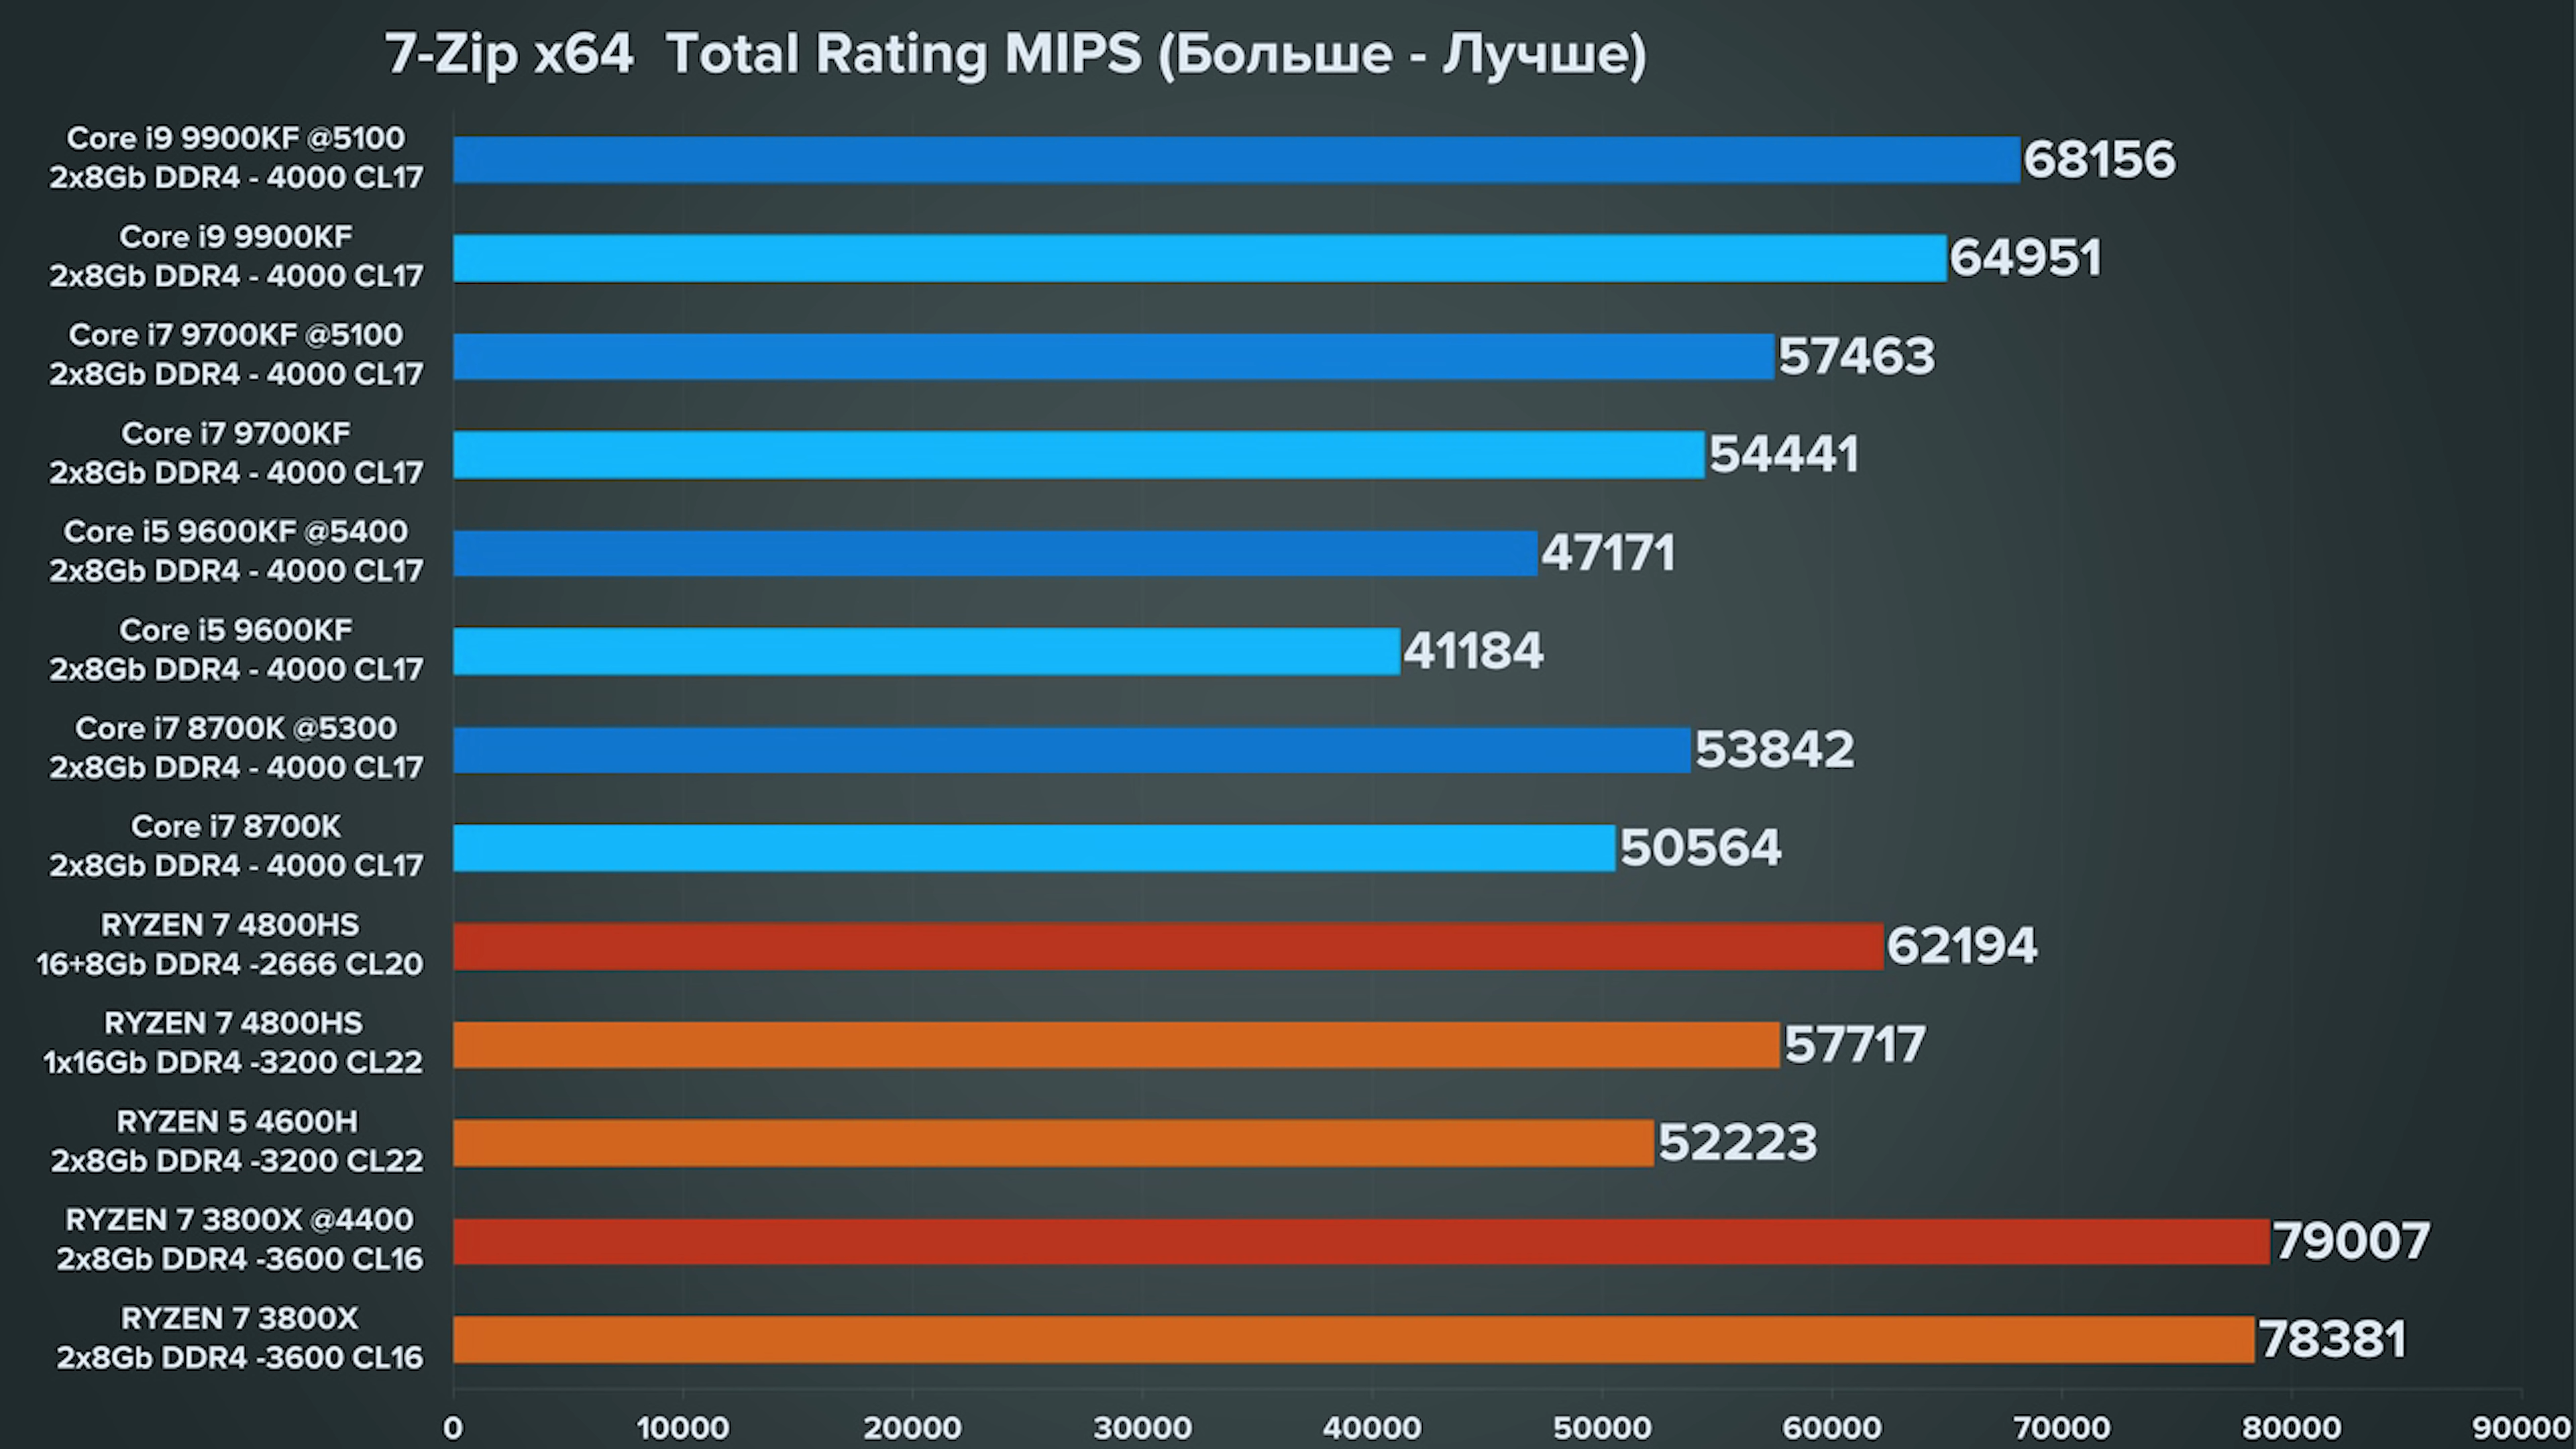 7-Zip x64 Total Rating MIPS (Больше - Лучше)
Core i9 9900KF @5100
2x8Gb DDR4 - 4000 CL17
68156
Core i9 9900KF
2x8Gb DDR4 - 4000 CL17
64951
Core i7 9700KF @5100
2x8Gb DDR4 - 4000 CL17
57463
Core i7 9700KF
2x8Gb DDR4 - 4000 CL17
54441
Core i5 9600KF @5400
2x8Gb DDR4 - 4000 CL17
47171
Core i5 9600KF
2x8Gb DDR4 - 4000 CL17
41184
Core i7 8700K @5300
2x8Gb DDR4 - 4000 CL17
53842
Core i7 8700K
2x8Gb DDR4 - 4000 CL17
50564
RYZEN 7 4800HS
16+8Gb DDR4 -2666 CL20
62194
RYZEN 7 4800HS
1x16Gb DDR4 -3200 CL22
57717
RYZEN 5 4600H
2x8Gb DDR4 -3200 CL22
52223
RYZEN 7 3800X @4400
2x8Gb DDR4 -3600 CL16
79007
RYZEN 7 3800X
2x8Gb DDR4 -3600 CL16
78381
0 10000 20000 30000 40000 50000 60000 70000 80000 90000